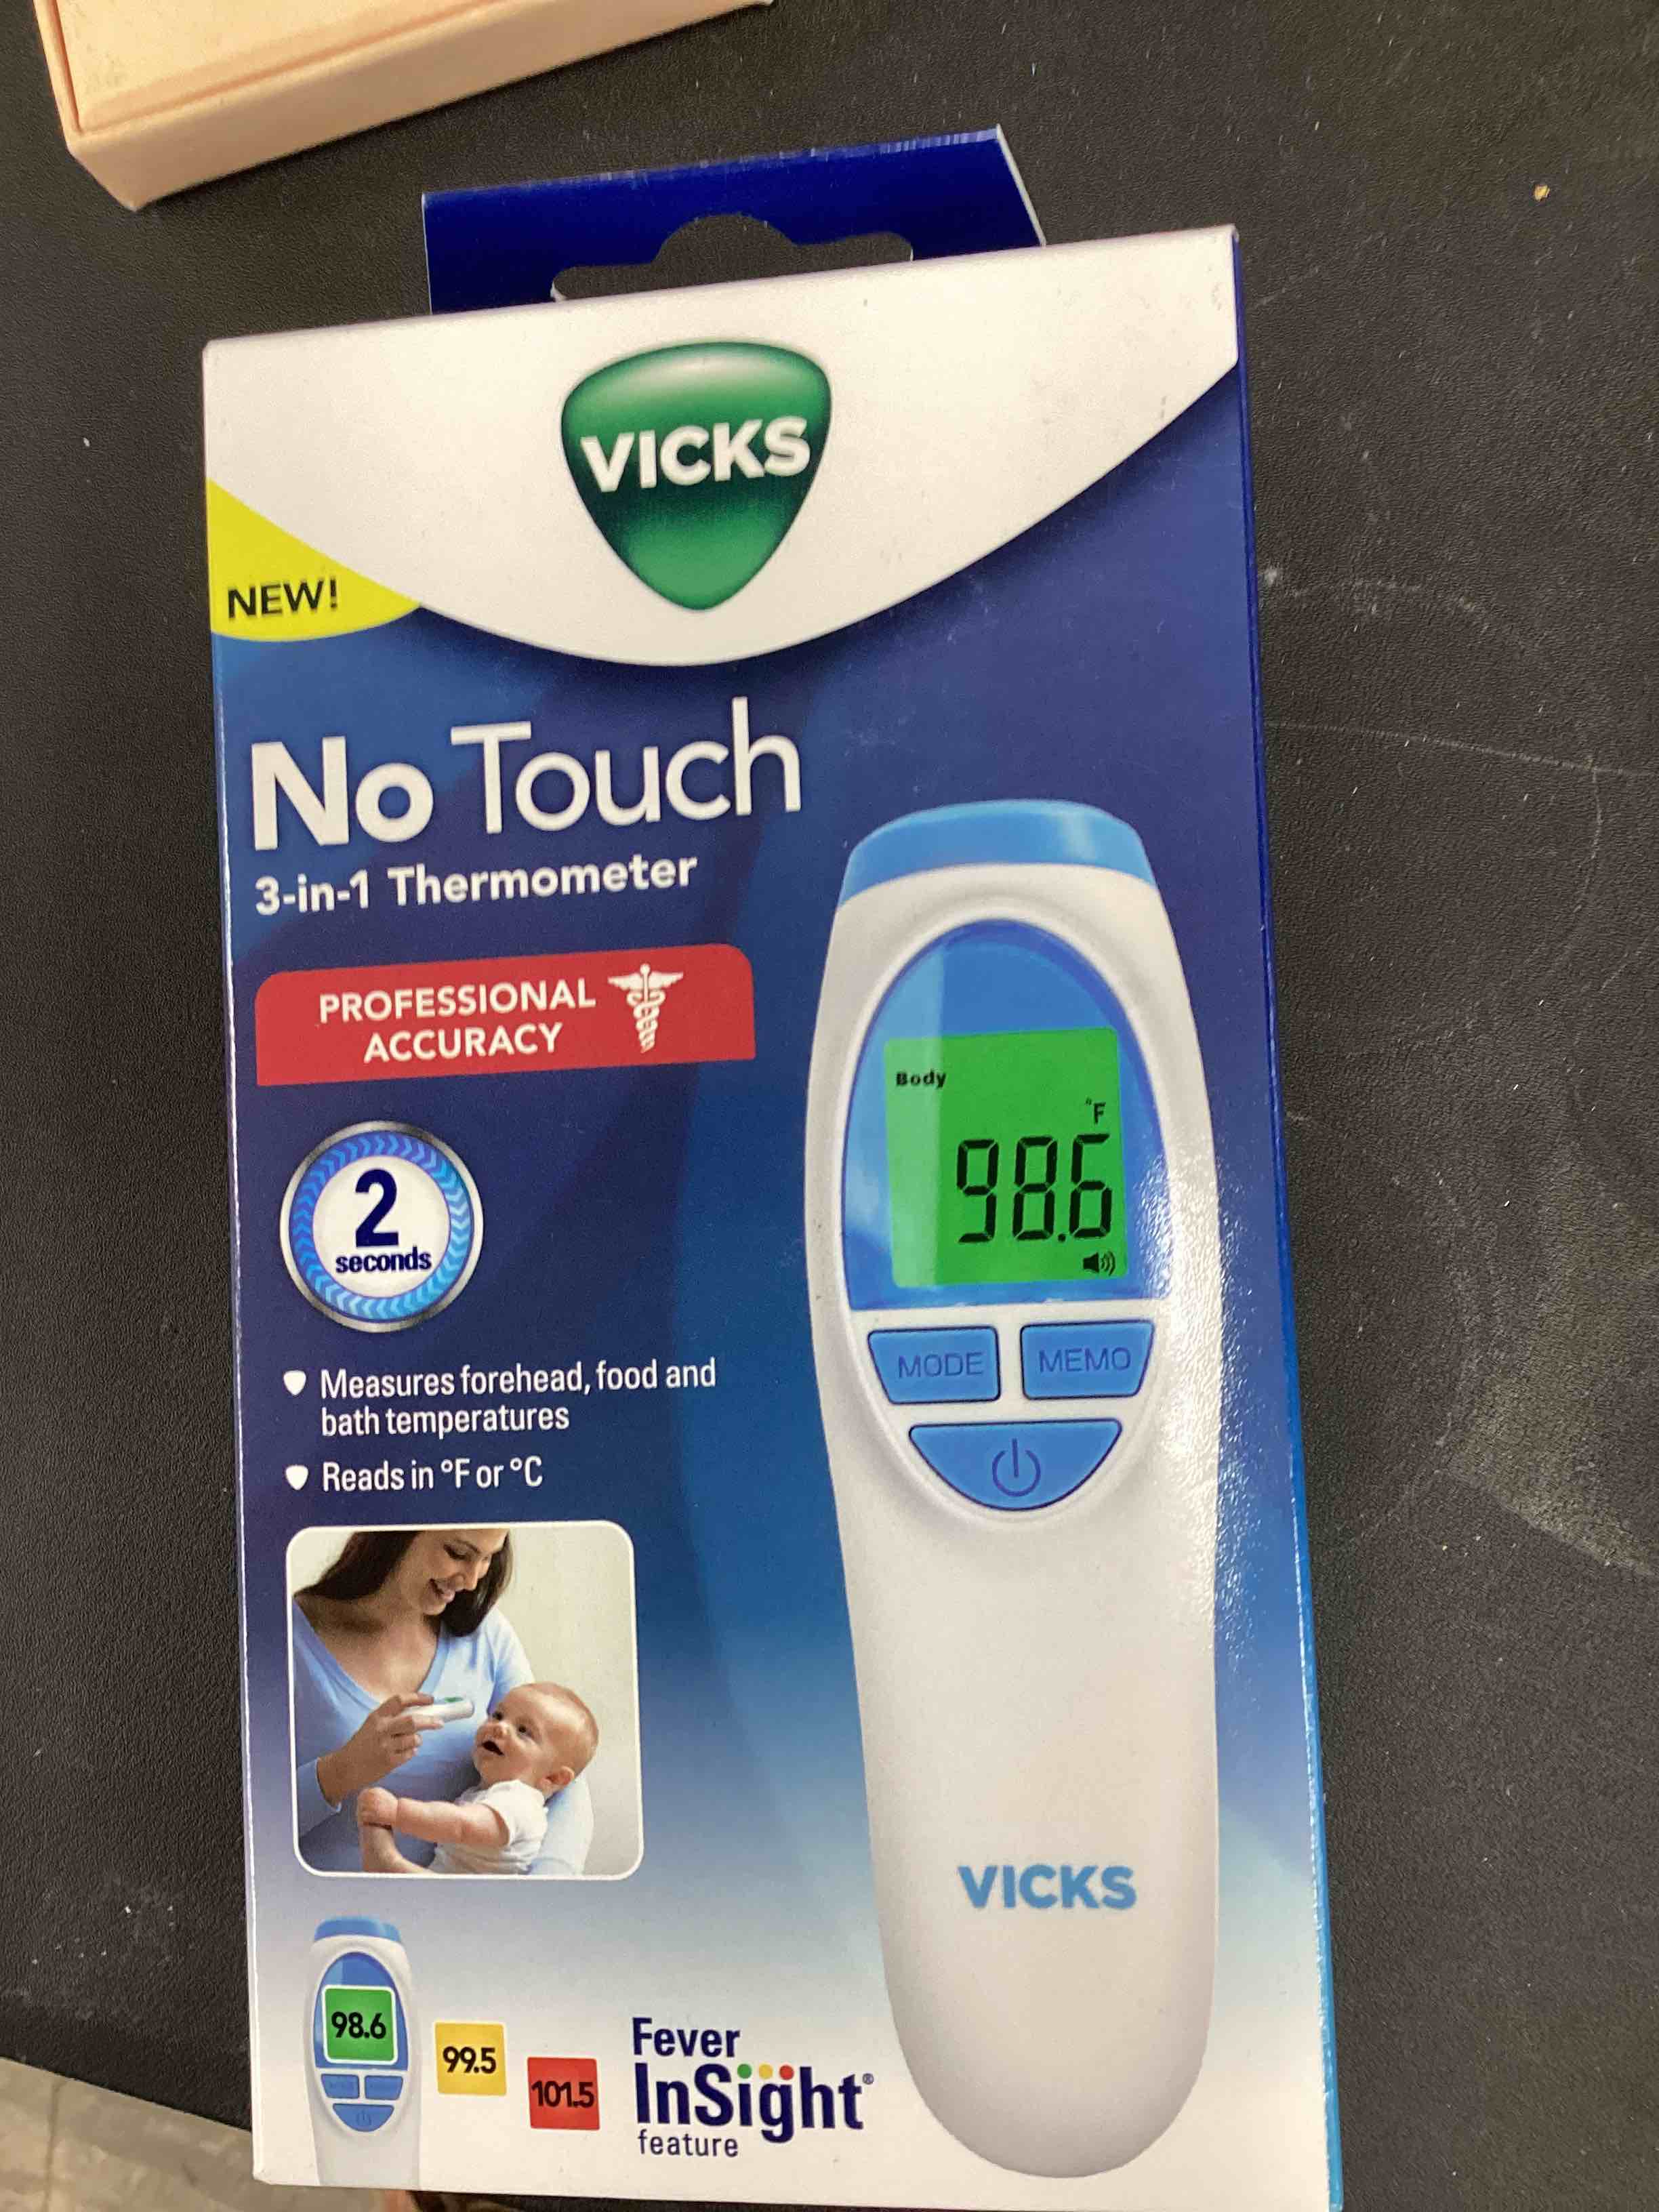 VICKS
NEW!
No Touch
3-in-1 Thermometer
PROFESSIONAL
ACCURACY
2
seconds
Measures forehead, food and
bath temperatures
Reads in °F or °C
Body
°F
98.6
MODE
MEMO
VICKS
98.6
99.5
101.5
Fever
InSight®
feature